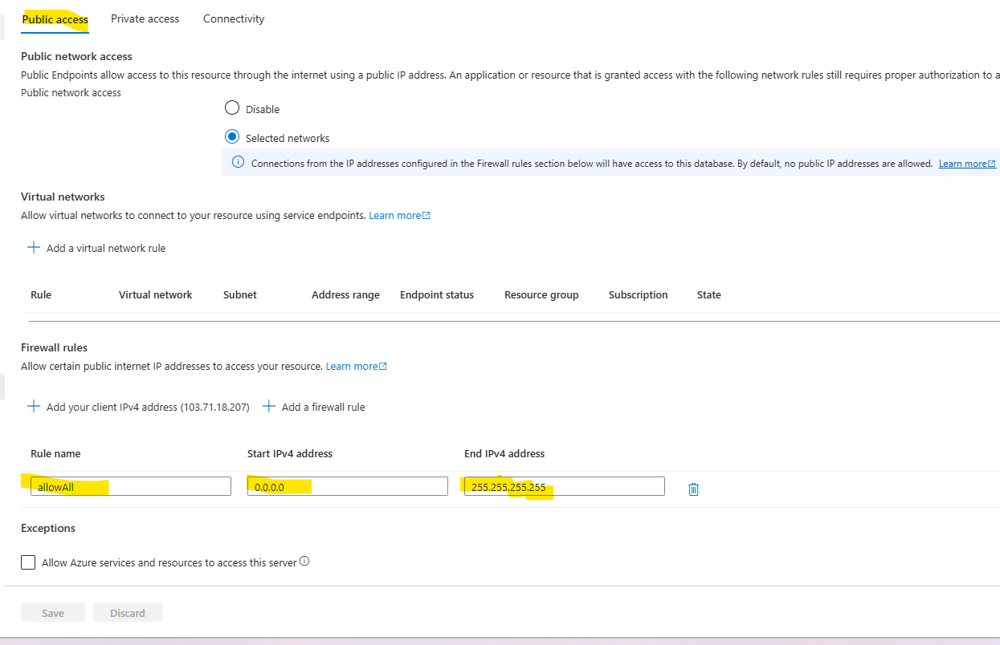 Public access Private access Connectivity
Public network access
Public Endpoints allow access to this resource through the internet using a public IP address. An application or resource that is granted access with the following network rules still requires proper authorization to a
Public network access
Disable
Selected networks
Connections from the IP addresses configured in the Firewall rules section below will have access to this database. By default, no public IP addresses are allowed. Learn more
Virtual networks
Allow virtual networks to connect to your resource using service endpoints. Learn more
Add a virtual network rule
Rule Virtual network Subnet Address range Endpoint status Resource group Subscription State
Firewall rules
Allow certain public internet IP addresses to access your resource. Learn more
Add your client IPv4 address (103.71.18.207) Add a firewall rule
Rule name Start IPv4 address End IPv4 address
allowAll 0.0.0.0 255.255.255.255
Exceptions
Allow Azure services and resources to access this server
Save Discard